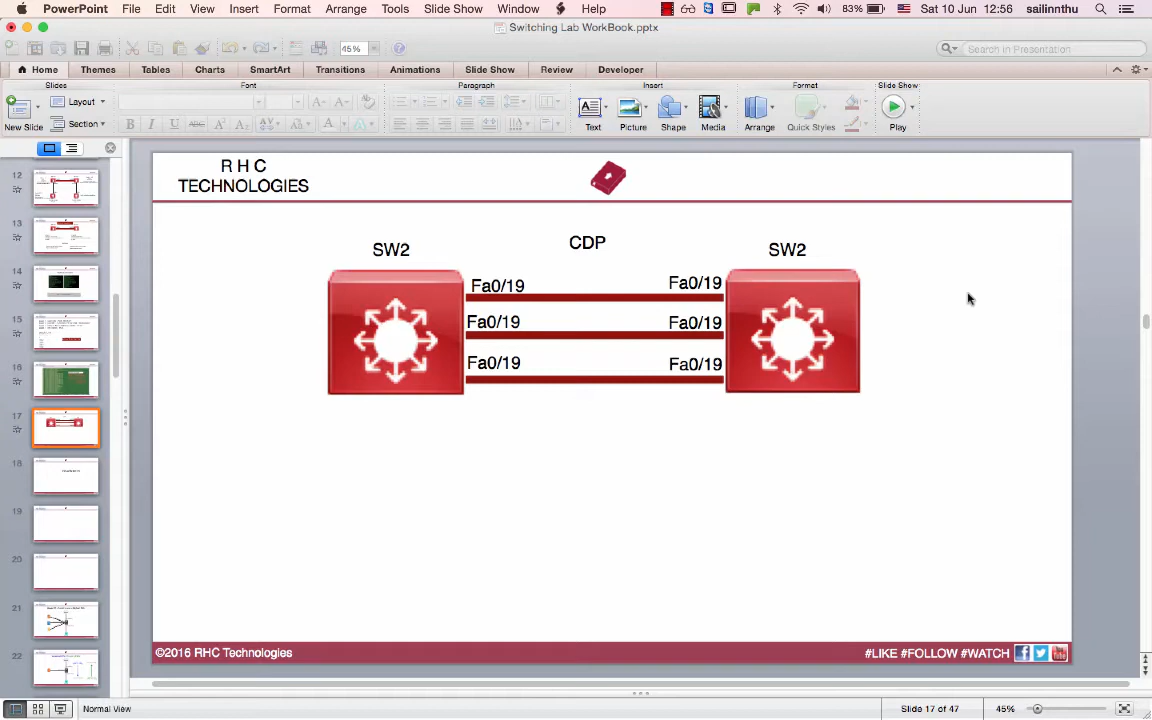 PowerPoint File Edit View Insert Format Arrange Tools Slide Show Window Help 83% Sat 10 Jun 12:56 sailinnthu
Switching Lab WorkBook.pptx
45% Search in Presentation
Home Themes Tables Charts SmartArt Transitions Animations Slide Show Review Developer
Slides Font Paragraph Insert Format Slide Show
New Slide Layout Section B I U ABC A A AV A Aa A Text Picture Shape Media Arrange Quick Styles Play
R H C
TECHNOLOGIES
CDP
SW2 SW2
Fa0/19 Fa0/19
Fa0/19 Fa0/19
Fa0/19 Fa0/19
12
13
14
15
16
17
18
19
20
21
22
©2016 RHC Technologies #LIKE #FOLLOW #WATCH
Normal View Slide 17 of 47 45%